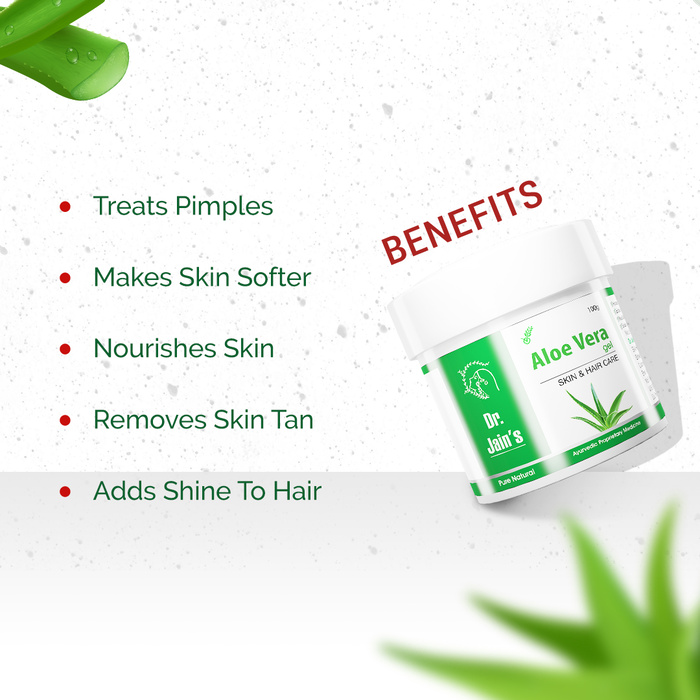 BENEFITS
Treats Pimples
Makes Skin Softer
Nourishes Skin
Removes Skin Tan
Adds Shine To Hair
100g
Aloe Vera
gel
SKIN & HAIR CARE
Dr.
Jain's
Pure Natural
Ayurvedic Proprietary Medicine